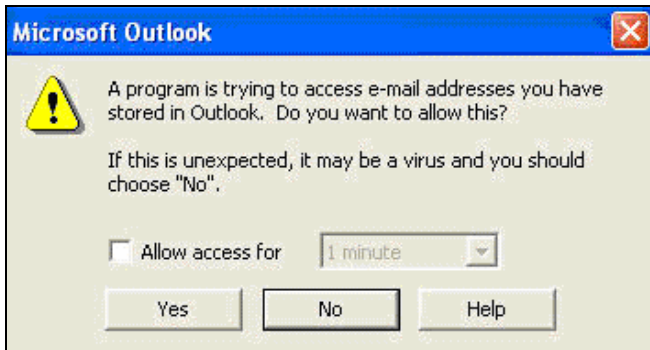 Microsoft Outlook
A program is trying to access e-mail addresses you have
stored in Outlook. Do you want to allow this?
If this is unexpected, it may be a virus and you should
choose "No".
Allow access for 1 minute
Yes No Help